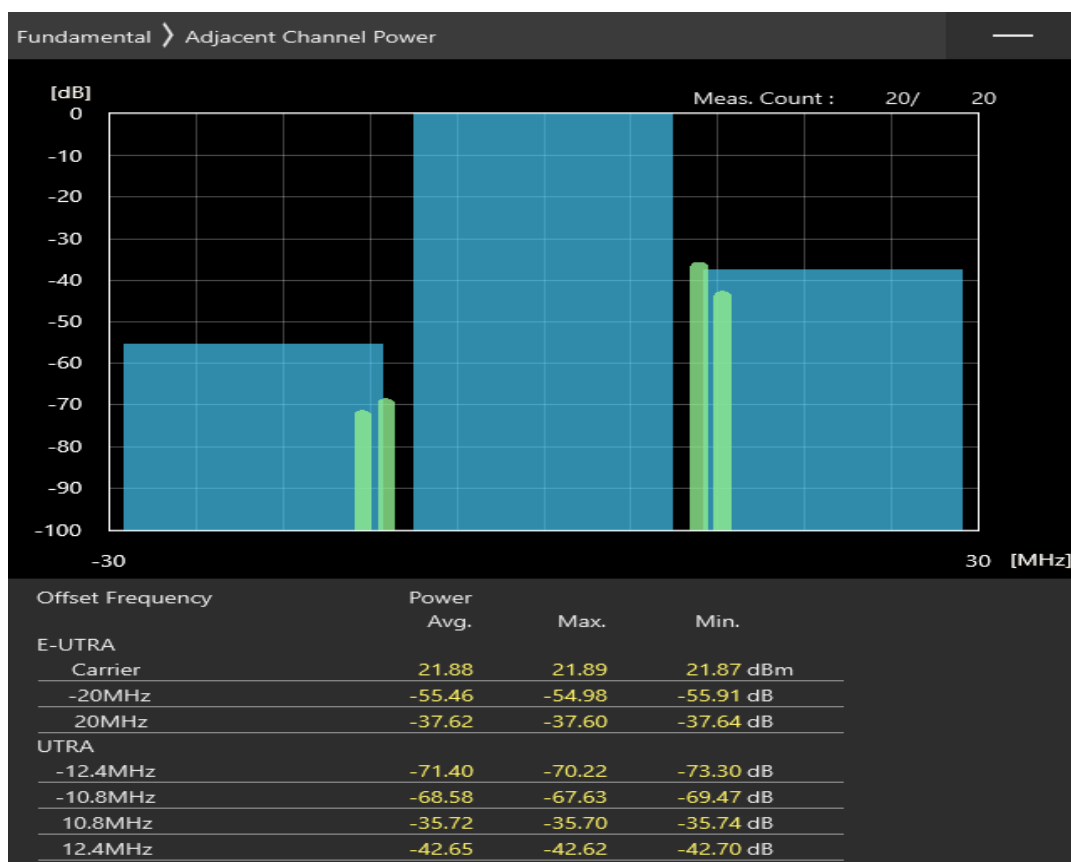 Fundamental ❯ Adjacent Channel Power
[dB]
Meas. Count : 20/ 20
0
-10
-20
-30
-40
-50
-60
-70
-80
-90
-100
-30 30 [MHz]
Offset Frequency Power
Avg. Max. Min.
E-UTRA
Carrier 21.88 21.89 21.87 dBm
-20MHz -55.46 -54.98 -55.91 dB
20MHz -37.62 -37.60 -37.64 dB
UTRA
-12.4MHz -71.40 -70.22 -73.30 dB
-10.8MHz -68.58 -67.63 -69.47 dB
10.8MHz -35.72 -35.70 -35.74 dB
12.4MHz -42.65 -42.62 -42.70 dB